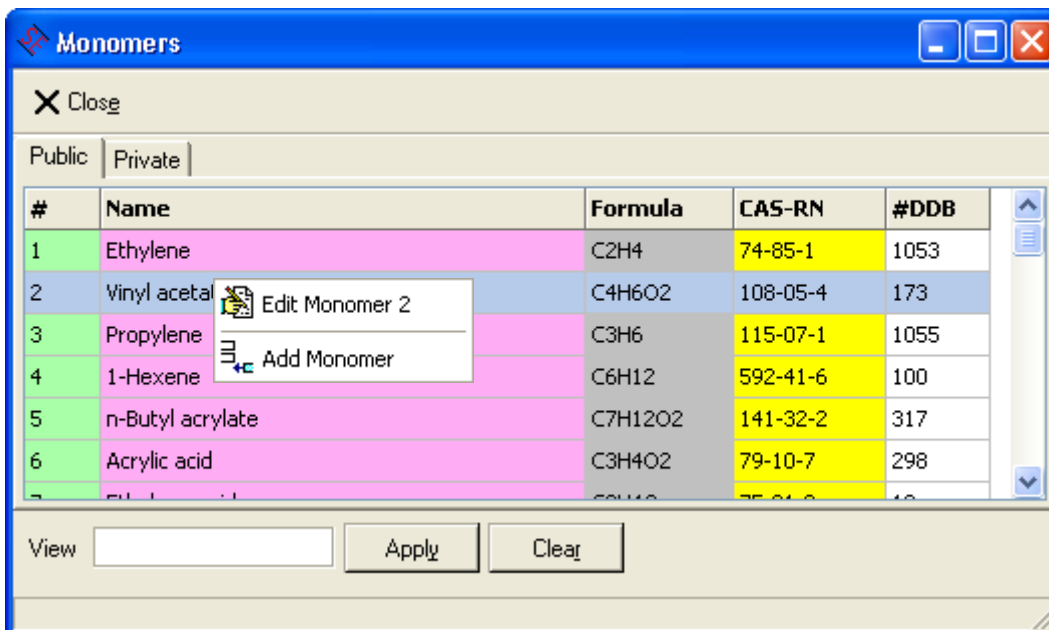 Monomers
Close
Public Private
# Name Formula CAS-RN #DDB
1 Ethylene C2H4 74-85-1 1053
2 Vinyl C4H6O2 108-05-4 173
Edit Monomer 2
3 Propylene C3H6 115-07-1 1055
Add Monomer
4 1-Hexene C6H12 592-41-6 100
5 n-Butyl acrylate C7H12O2 141-32-2 317
6 Acrylic acid C3H4O2 79-10-7 298
View Apply Clear